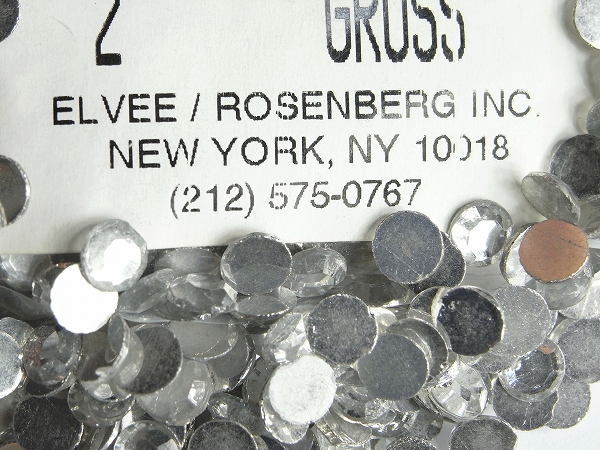 2 GROSS
ELVEE / ROSENBERG INC.
NEW YORK, NY 10018
(212) 575-0767